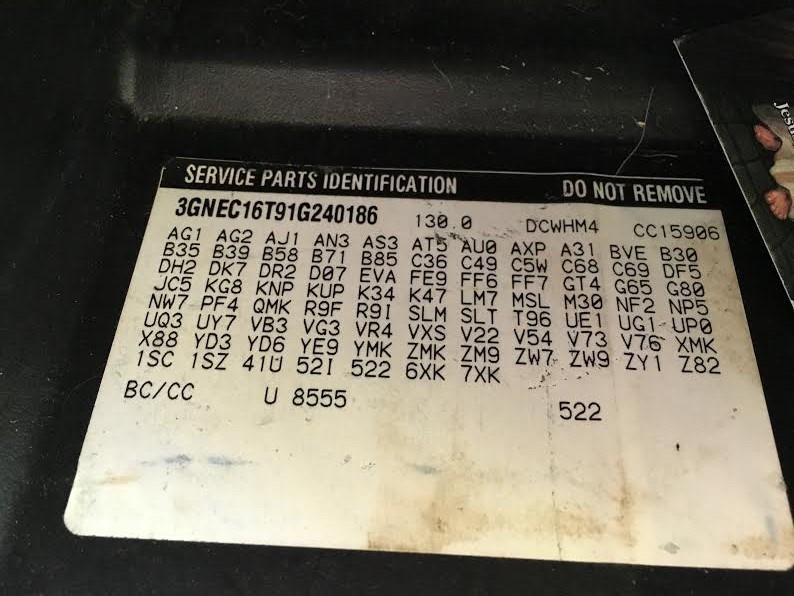 SERVICE PARTS IDENTIFICATION DO NOT REMOVE
3GNEC16T91G240186 130.0 DCWHM4 CC15906
AG1 AG2 AJ1 AN3 AS3 AT5 AU0 AXP A31 BVE B30
B35 B39 B58 B71 B85 C36 C49 C5W C68 C69 DF5
DH2 DK7 DR2 D07 EVA FE9 FF6 FF7 GT4 G65 G80
JC5 KG8 KNP KUP K34 K47 LM7 MSL M30 NF2 NP5
NW7 PF4 QMK R9F R9I SLM SLT T96 UE1 UG1 UP0
UQ3 UY7 VB3 VG3 VR4 VXS V22 V54 V73 V76 XMK
X88 YD3 YD6 YE9 YMK ZMK ZM9 ZW7 ZW9 ZY1 Z82
1SC 1SZ 41U 52I 522 6XK 7XK
BC/CC U 8555 522